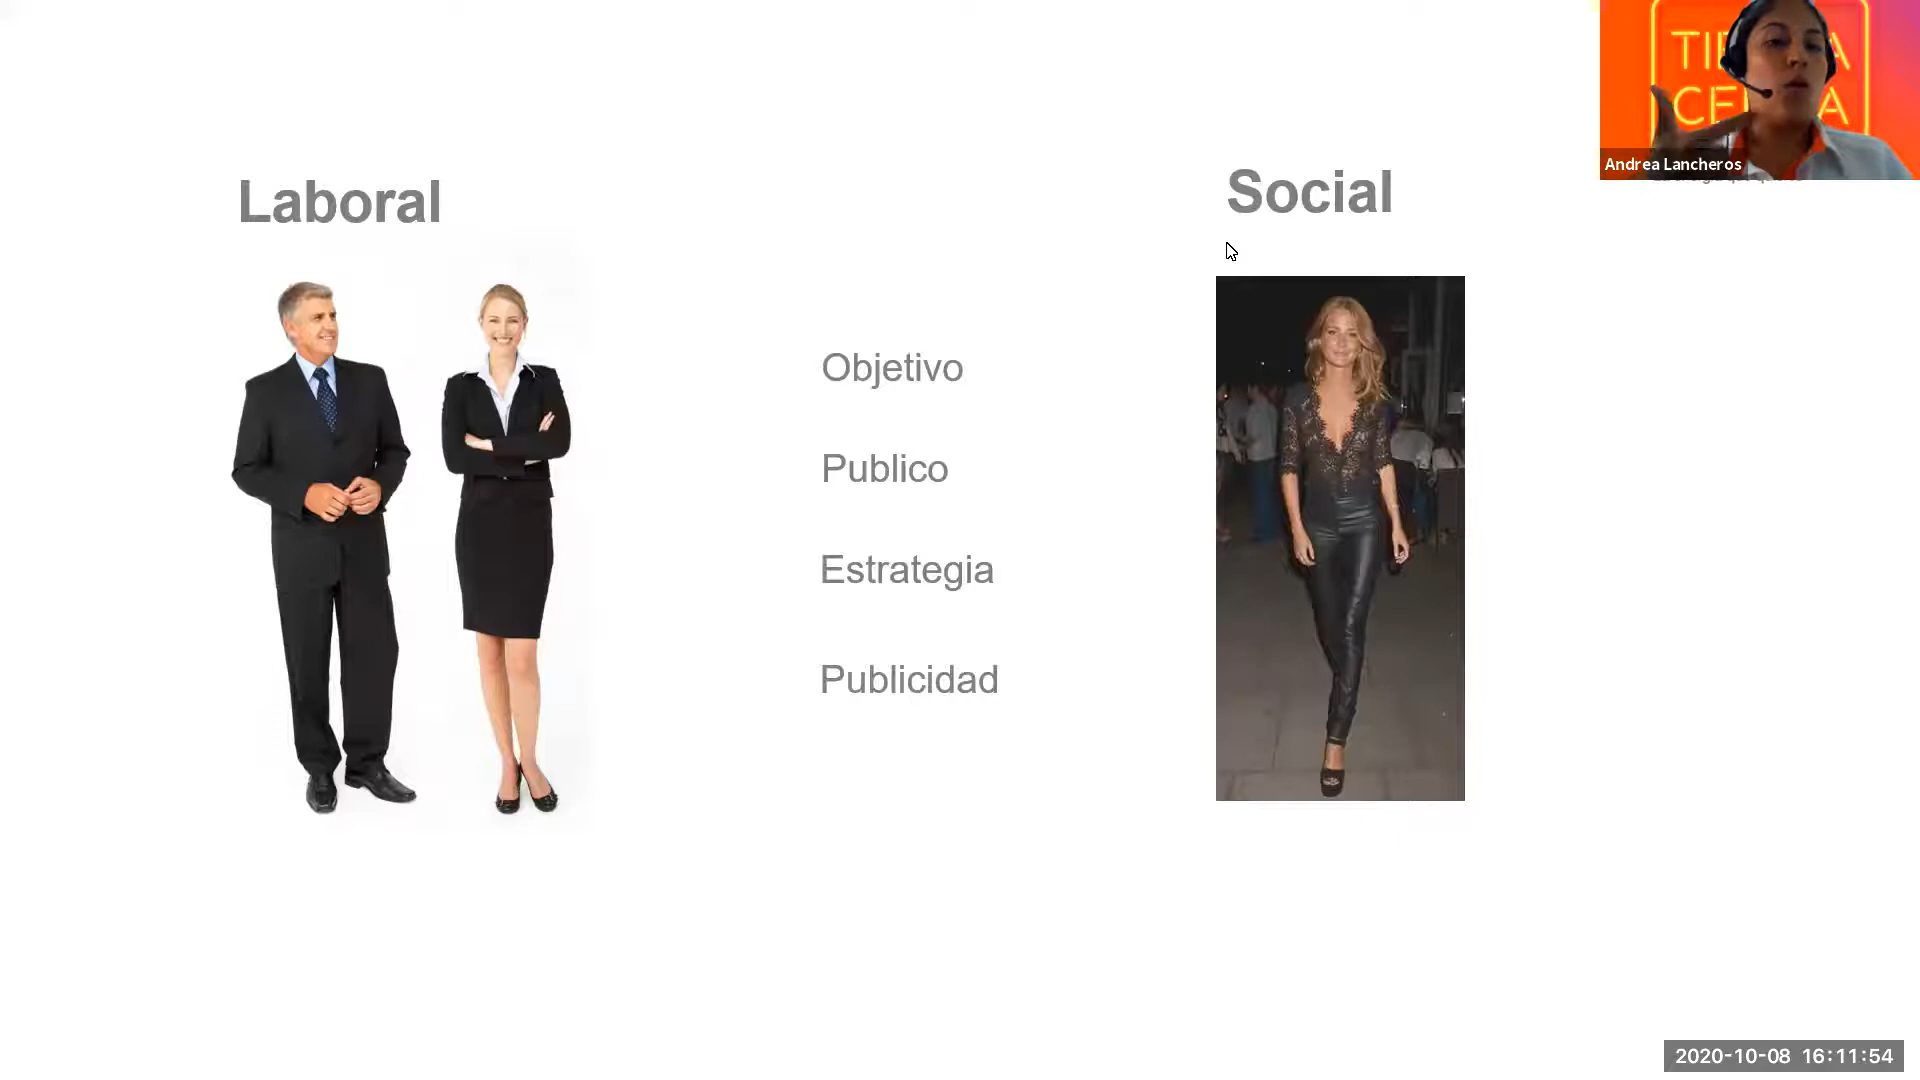 Laboral
Social
Objetivo
Publico
Estrategia
Publicidad
Andrea Lancheros
2020-10-08 16:11:54